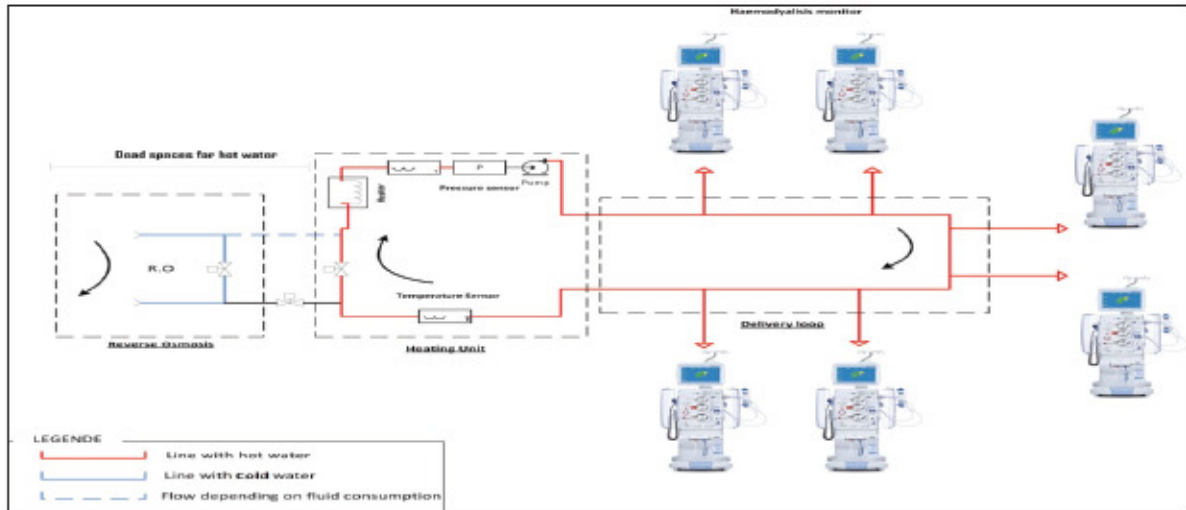 Haemodyalisis monitor
Dead spaces for hot water
Heater
P
Pressure sensor
Pump
R.O
Temperature Sensor
Reverse Osmosis
Heating Unit
Delivery loop
LEGENDE
Line with hot water
Line with cold water
Flow depending on fluid consumption